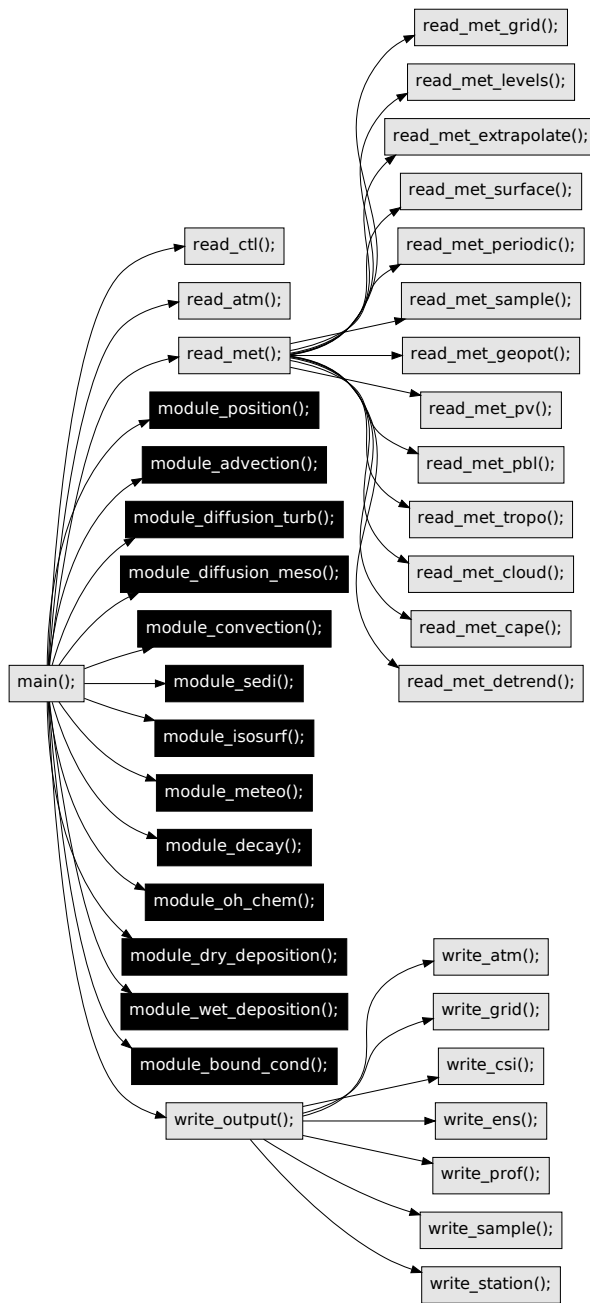 read_met_grid();
read_met_levels();
read_met_extrapolate();
read_met_surface();
read_ctl();
read_met_periodic();
read_atm();
read_met_sample();
read_met();
read_met_geopot();
module_position();
read_met_pv();
module_advection();
read_met_pbl();
module_diffusion_turb();
read_met_tropo();
module_diffusion_meso();
read_met_cloud();
module_convection();
read_met_cape();
main();
module_sedi();
read_met_detrend();
module_isosurf();
module_meteo();
module_decay();
module_oh_chem();
module_dry_deposition();
write_atm();
module_wet_deposition();
write_grid();
module_bound_cond();
write_csi();
write_output();
write_ens();
write_prof();
write_sample();
write_station();